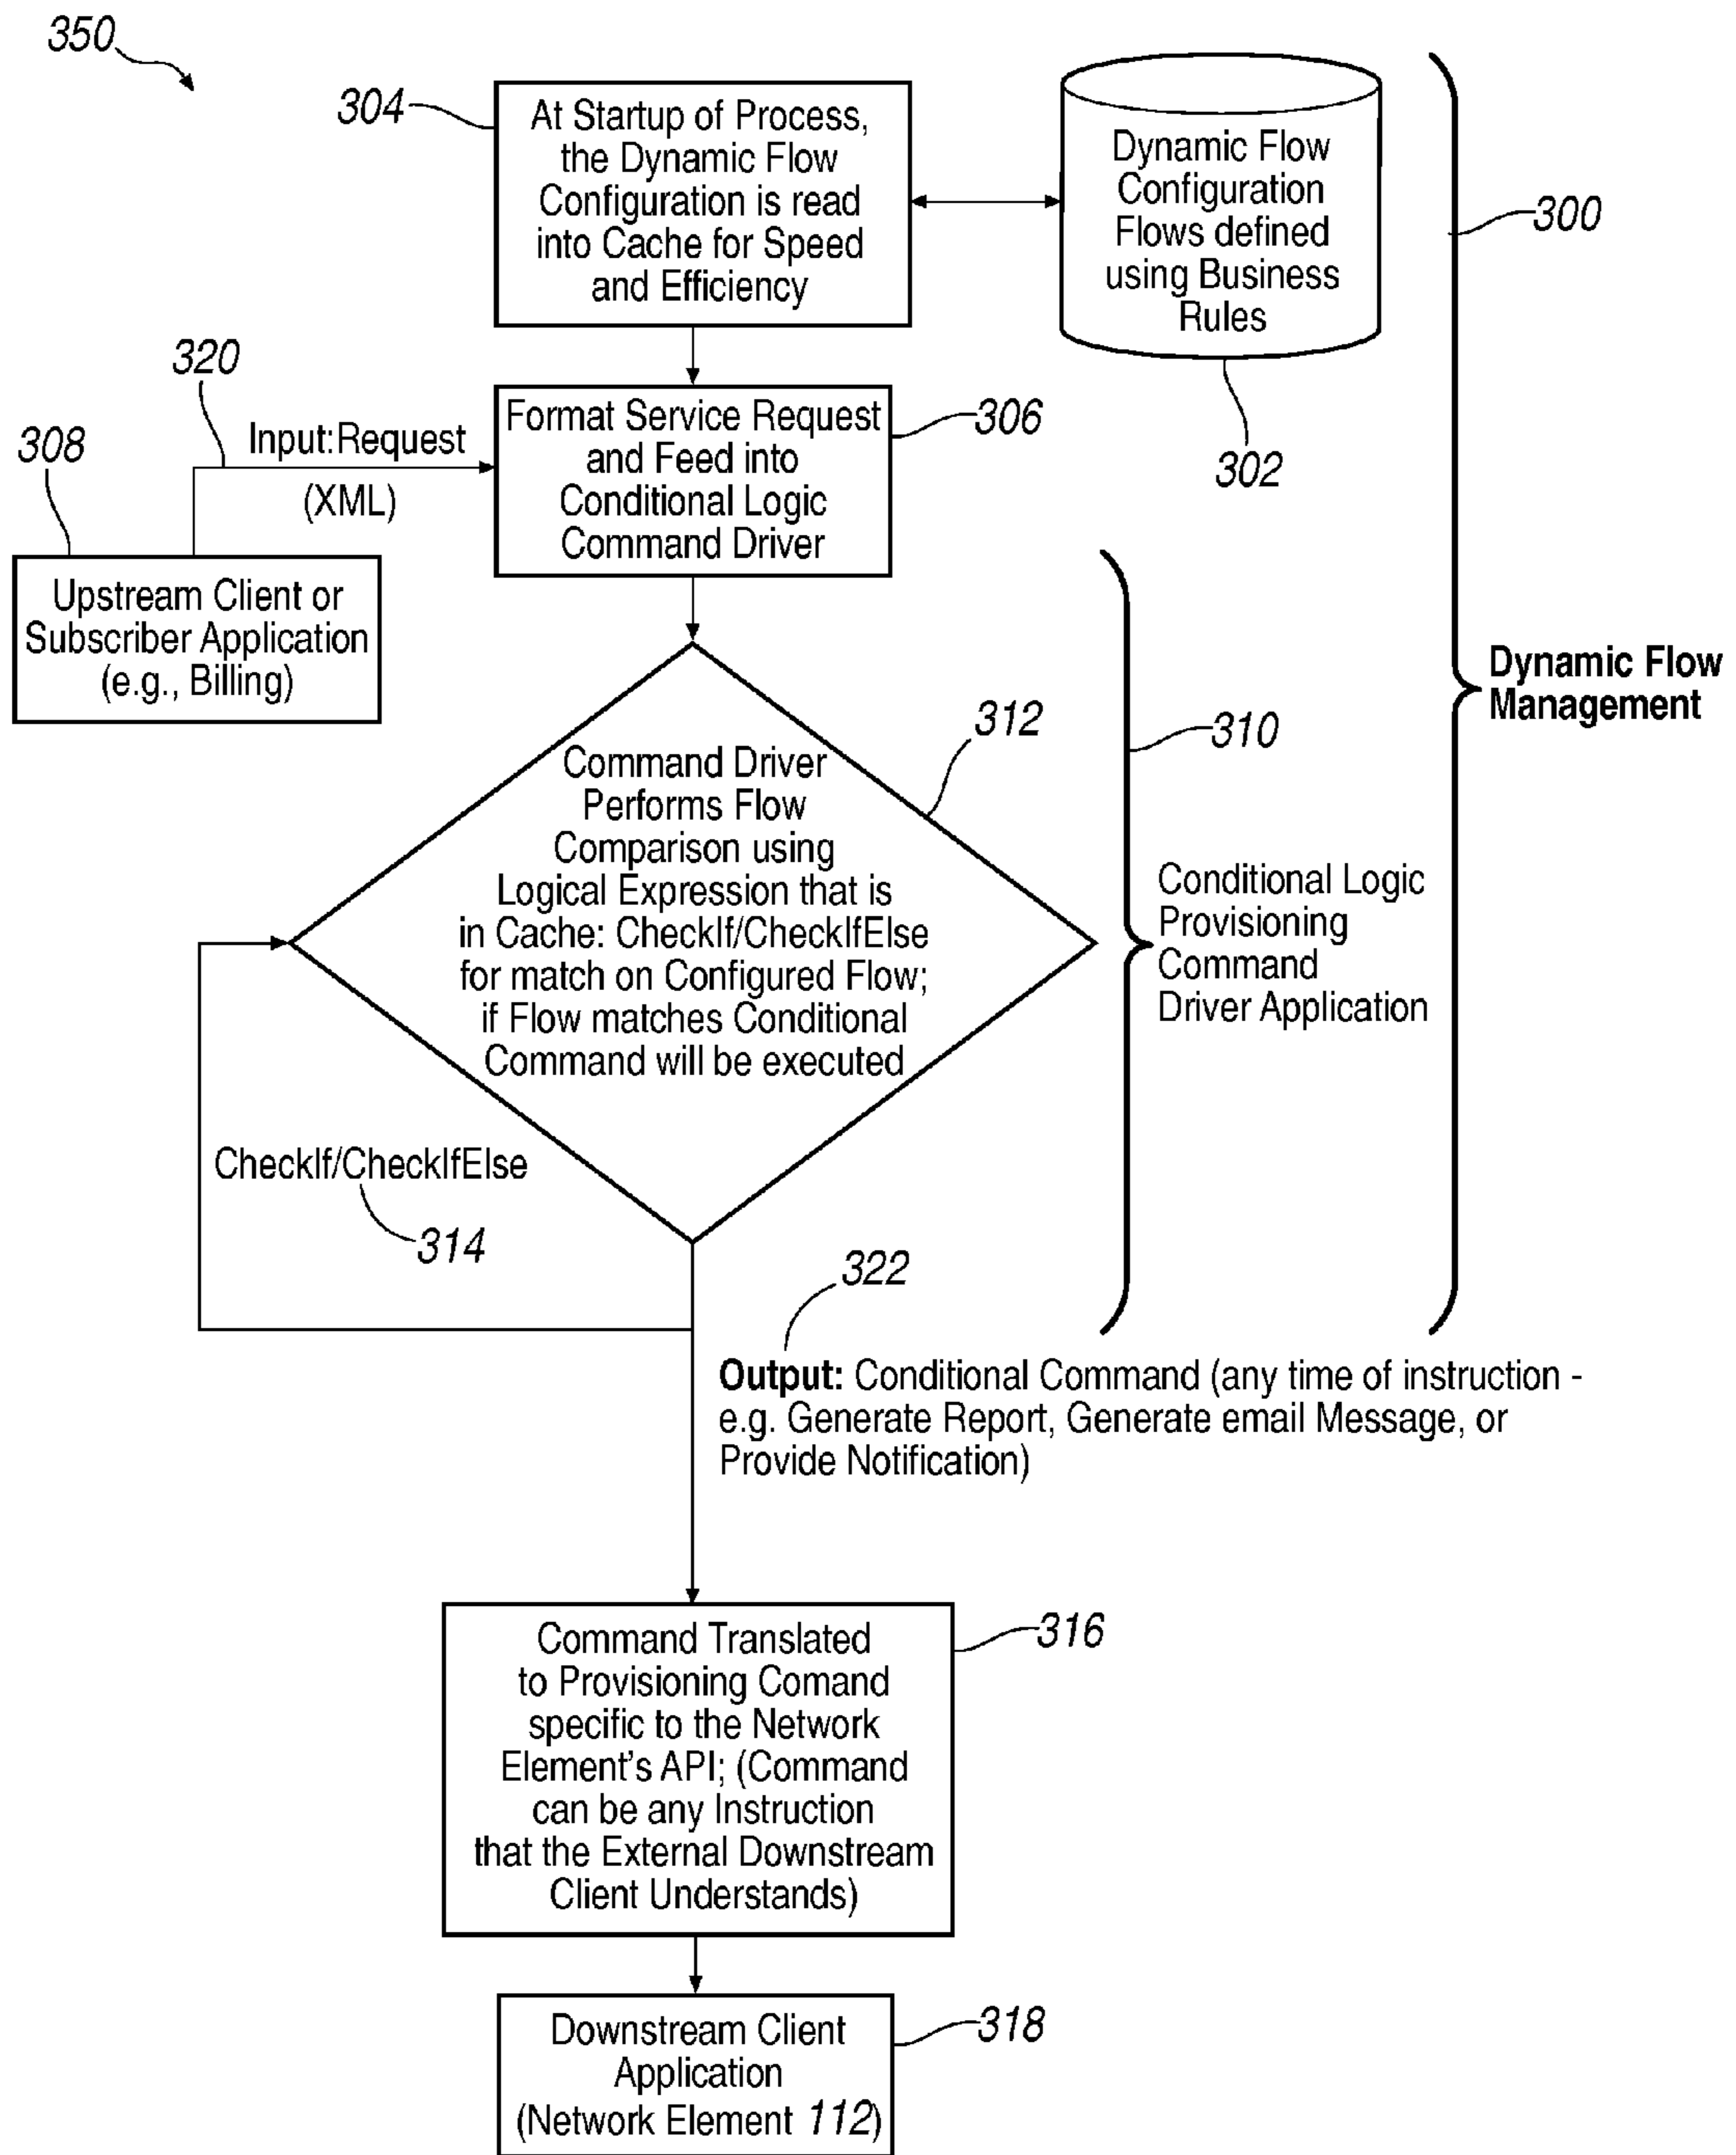 350
304
At Startup of Process,
the Dynamic Flow
Configuration is read
into Cache for Speed
and Efficiency
Dynamic Flow
Configuration
Flows defined
using Business
Rules
300
302
320
Input:Request
(XML)
308
Upstream Client or
Subscriber Application
(e.g., Billing)
Format Service Request
and Feed into
Conditional Logic
Command Driver
306
Dynamic Flow
Management
312
310
Command Driver
Performs Flow
Comparison using
Logical Expression that is
in Cache: CheckIf/CheckIfElse
for match on Configured Flow;
if Flow matches Conditional
Command will be executed
Conditional Logic
Provisioning
Command
Driver Application
CheckIf/CheckIfElse
314
322
Output: Conditional Command (any time of instruction -
e.g. Generate Report, Generate email Message, or
Provide Notification)
Command Translated
to Provisioning Comand
specific to the Network
Element's API; (Command
can be any Instruction
that the External Downstream
Client Understands)
316
Downstream Client
Application
(Network Element 112)
318